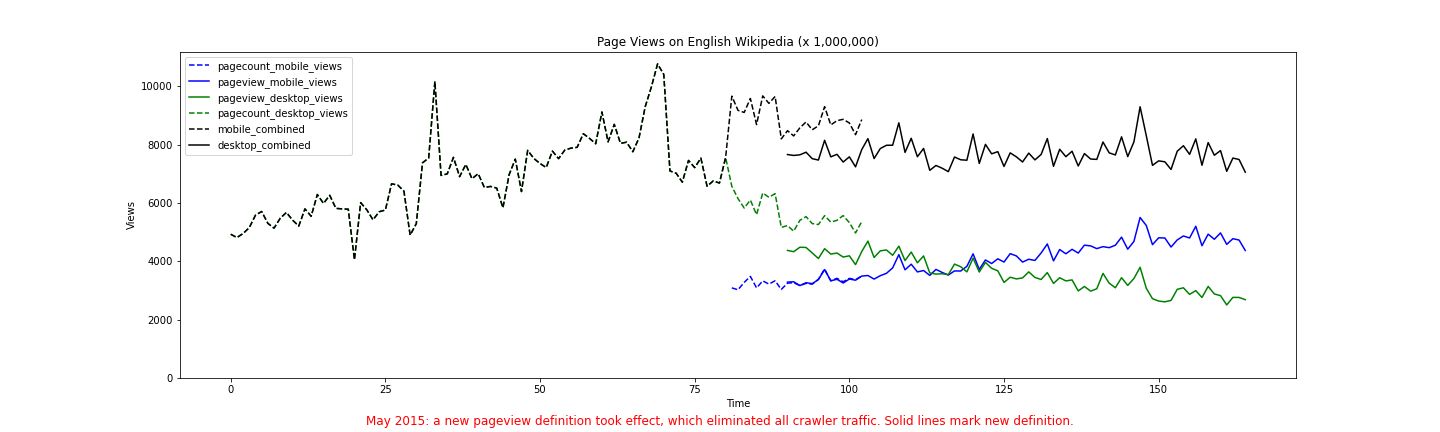 Page Views on English Wikipedia (x 1,000,000)
pagecount_mobile_views
pageview_mobile_views
pageview_desktop_views
pagecount_desktop_views
mobile_combined
desktop_combined
10000
8000
6000
4000
2000
0
Views
0 25 50 75 100 125 150
Time
May 2015: a new pageview definition took effect, which eliminated all crawler traffic. Solid lines mark new definition.